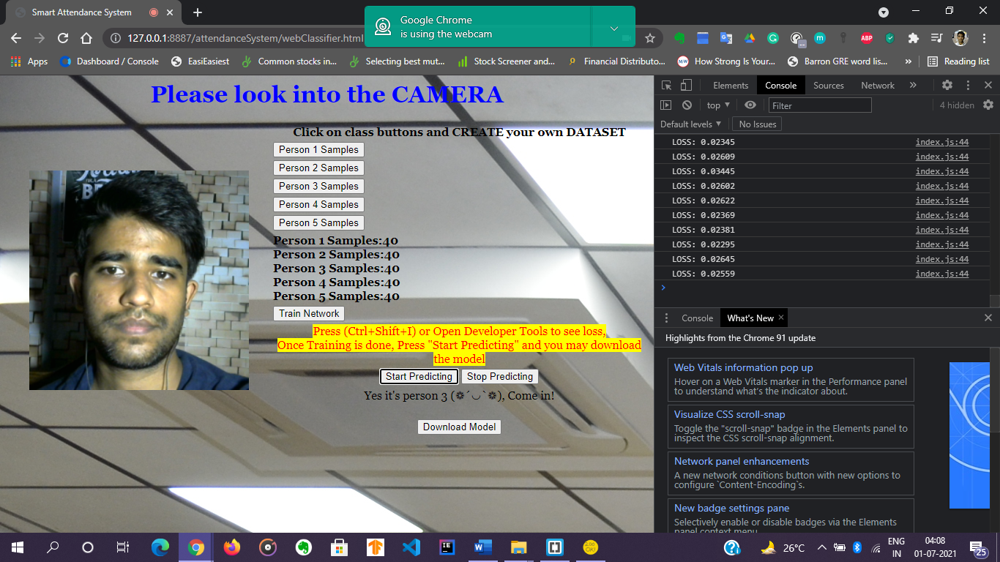 Smart Attendance System
Google Chrome
is using the webcam
127.0.0.1:8887/attendanceSystem/webClassifier.html
ABP
Apps
Dashboard / Console
EasiEasiest
Common stocks in...
Selecting best mut...
Stock Screener and...
Financial Distributo...
How Strong Is Your...
Barron GRE word lis...
»
Reading list
Please look into the CAMERA
Click on class buttons and CREATE your own DATASET
Person 1 Samples
Person 2 Samples
Person 3 Samples
Person 4 Samples
Person 5 Samples
Person 1 Samples:40
Person 2 Samples:40
Person 3 Samples:40
Person 4 Samples:40
Person 5 Samples:40
Train Network
Press (Ctrl+Shift+I) or Open Developer Tools to see loss,
Once Training is done, Press "Start Predicting" and you may download
the model
Start Predicting Stop Predicting
Yes it's person 3 (❁´◡`❁), Come in!
Download Model
Elements Console Sources Network »
top Filter 4 hidden
Default levels No Issues
LOSS: 0.02345 index.js:44
LOSS: 0.02609 index.js:44
LOSS: 0.03445 index.js:44
LOSS: 0.02602 index.js:44
LOSS: 0.02622 index.js:44
LOSS: 0.02369 index.js:44
LOSS: 0.02381 index.js:44
LOSS: 0.02295 index.js:44
LOSS: 0.02645 index.js:44
LOSS: 0.02559 index.js:44
Console What's New
Highlights from the Chrome 91 update
Web Vitals information pop up
Hover on a Web Vitals marker in the Performance panel
to understand what's the indicator about.
Visualize CSS scroll-snap
Toggle the "scroll-snap" badge in the Elements panel to
inspect the CSS scroll-snap alignment.
Network panel enhancements
A new network conditions button with new options to
configure `Content-Encoding`s.
New badge settings pane
Selectively enable or disable badges via the Elements
panel context menu.
26°C
ENG
IN
04:08
01-07-2021
25